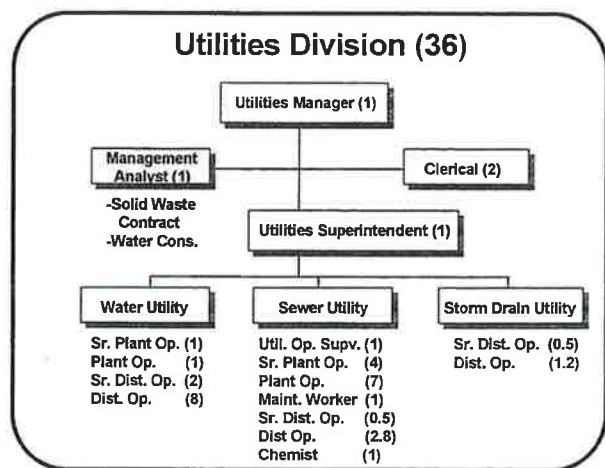 Utilities Division (36)
Utilities Manager (1)
Management
Analyst (1)
-Solid Waste
Contract
-Water Cons.
Clerical (2)
Utilities Superintendent (1)
Water Utility
Sr. Plant Op. (1)
Plant Op. (1)
Sr. Dist. Op. (2)
Dist. Op. (8)
Sewer Utility
Util. Op. Supv. (1)
Sr. Plant Op. (4)
Plant Op. (7)
Maint. Worker (1)
Sr. Dist. Op. (0.5)
Dist Op. (2.8)
Chemist (1)
Storm Drain Utility
Sr. Dist. Op. (0.5)
Dist. Op. (1.2)